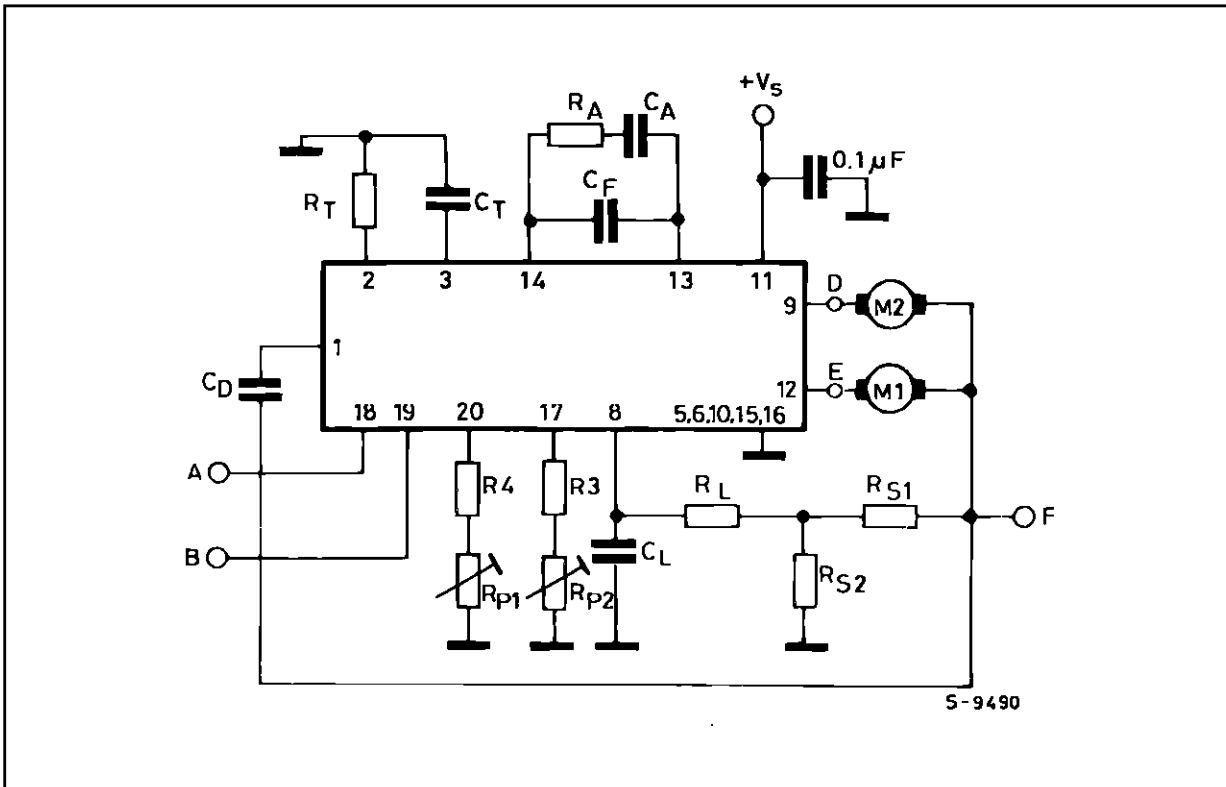 +Vs
RA CA
0.1µF
RT CT CF
2 3 14 13 11
9 D M2
1
CD
12 E M1
18 19 20 17 8 5,6,10,15,16
A
R4 R3 RL RS1
F
B
CL
RP1 RP2 RS2
S-9490